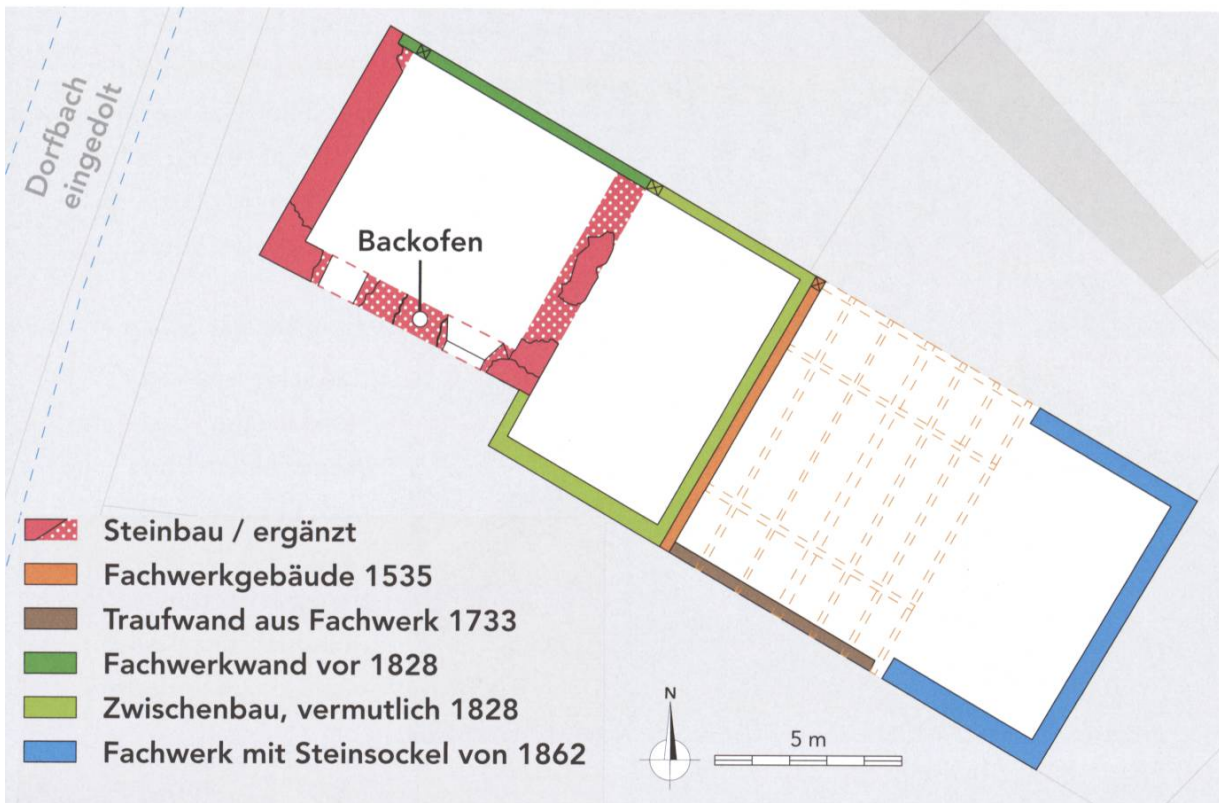 Dorfbach
eingedolt
Backofen
Steinbau / ergänzt
Fachwerkgebäude 1535
Traufwand aus Fachwerk 1733
Fachwerkwand vor 1828
Zwischenbau, vermutlich 1828
Fachwerk mit Steinsockel von 1862
N
5 m